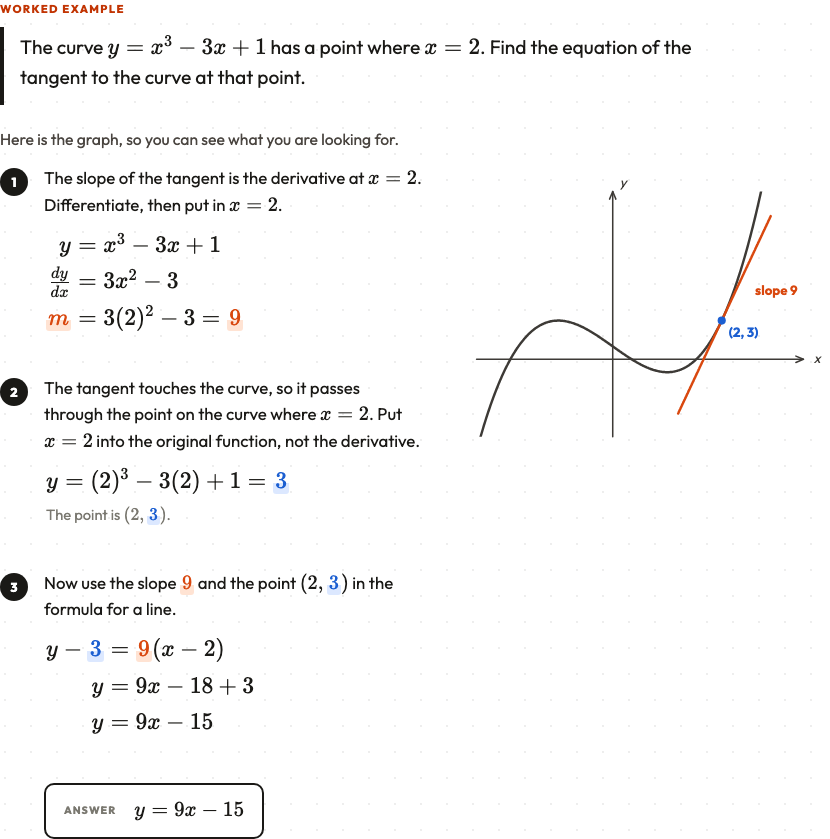 WORKED EXAMPLE
The curve y = x³ − 3x + 1 has a point where x = 2. Find the equation of the
tangent to the curve at that point.
Here is the graph, so you can see what you are looking for.
1 The slope of the tangent is the derivative at x = 2.
Differentiate, then put in x = 2.
y = x³ − 3x + 1
dy/dx = 3x² − 3
m = 3(2)² − 3 = 9
y
slope 9
(2, 3)
x
2 The tangent touches the curve, so it passes
through the point on the curve where x = 2. Put
x = 2 into the original function, not the derivative.
y = (2)³ − 3(2) + 1 = 3
The point is (2, 3).
3 Now use the slope 9 and the point (2, 3) in the
formula for a line.
y − 3 = 9(x − 2)
y = 9x − 18 + 3
y = 9x − 15
ANSWER y = 9x − 15